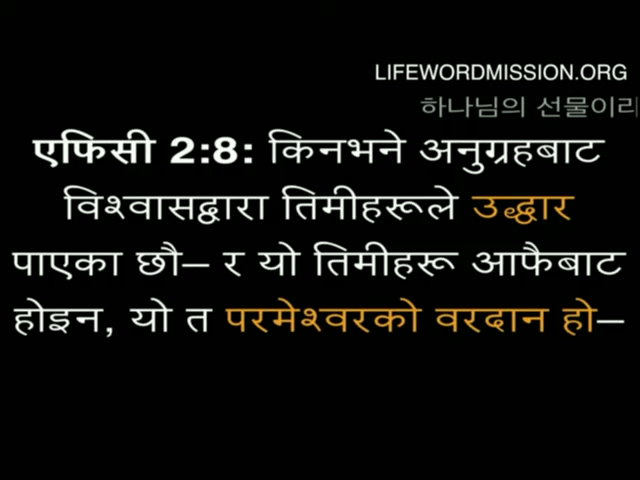 LIFEWORDMISSION.ORG
하나님의 선물이라
एफिसी 2:8: किनभने अनुग्रहबाट
विश्वासद्वारा तिमीहरूले उद्धार
पाएका छौ— र यो तिमीहरू आफैबाट
होइन, यो त परमेश्वरको वरदान हो—